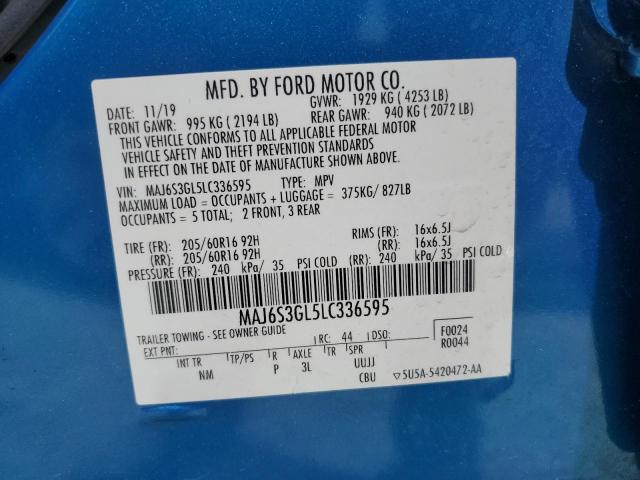 MFD. BY FORD MOTOR CO.
DATE: 11/19 GVWR: 1929 KG ( 4253 LB)
FRONT GAWR: 995 KG ( 2194 LB) REAR GAWR: 940 KG ( 2072 LB)
THIS VEHICLE CONFORMS TO ALL APPLICABLE FEDERAL MOTOR
VEHICLE SAFETY AND THEFT PREVENTION STANDARDS
IN EFFECT ON THE DATE OF MANUFACTURE SHOWN ABOVE.
VIN: MAJ6S3GL5LC336595 TYPE: MPV
MAXIMUM LOAD = OCCUPANTS + LUGGAGE = 375KG/ 827LB
OCCUPANTS = 5 TOTAL; 2 FRONT, 3 REAR
TIRE (FR): 205/60R16 92H RIMS (FR): 16x6.5J
(RR): 205/60R16 92H (RR): 16x6.5J
PRESSURE (FR): 240 kPa/ 35 PSI COLD (RR): 240 kPa/ 35 PSI COLD
MAJ6S3GL5LC336595
TRAILER TOWING - SEE OWNER GUIDE
EXT PNT: RC: 44 DSO: F0024
R0044
INT TR TP/PS R AXLE TR SPR
NM P 3L UUJJ
CBU ▽5U5A-5420472-AA